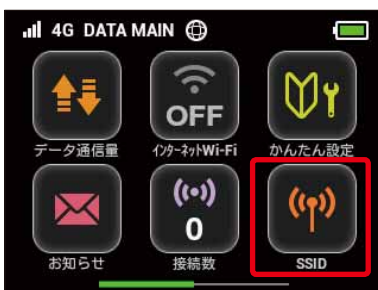 4G DATA MAIN
OFF
データ通信量
インターネットWi-Fi
かんたん設定
0
お知らせ
接続数
SSID